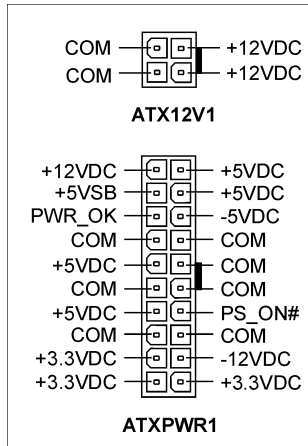 COM +12VDC
COM +12VDC
ATX12V1
+12VDC +5VDC
+5VSB +5VDC
PWR_OK -5VDC
COM COM
+5VDC COM
COM COM
+5VDC PS_ON#
COM COM
+3.3VDC -12VDC
+3.3VDC +3.3VDC
ATXPWR1